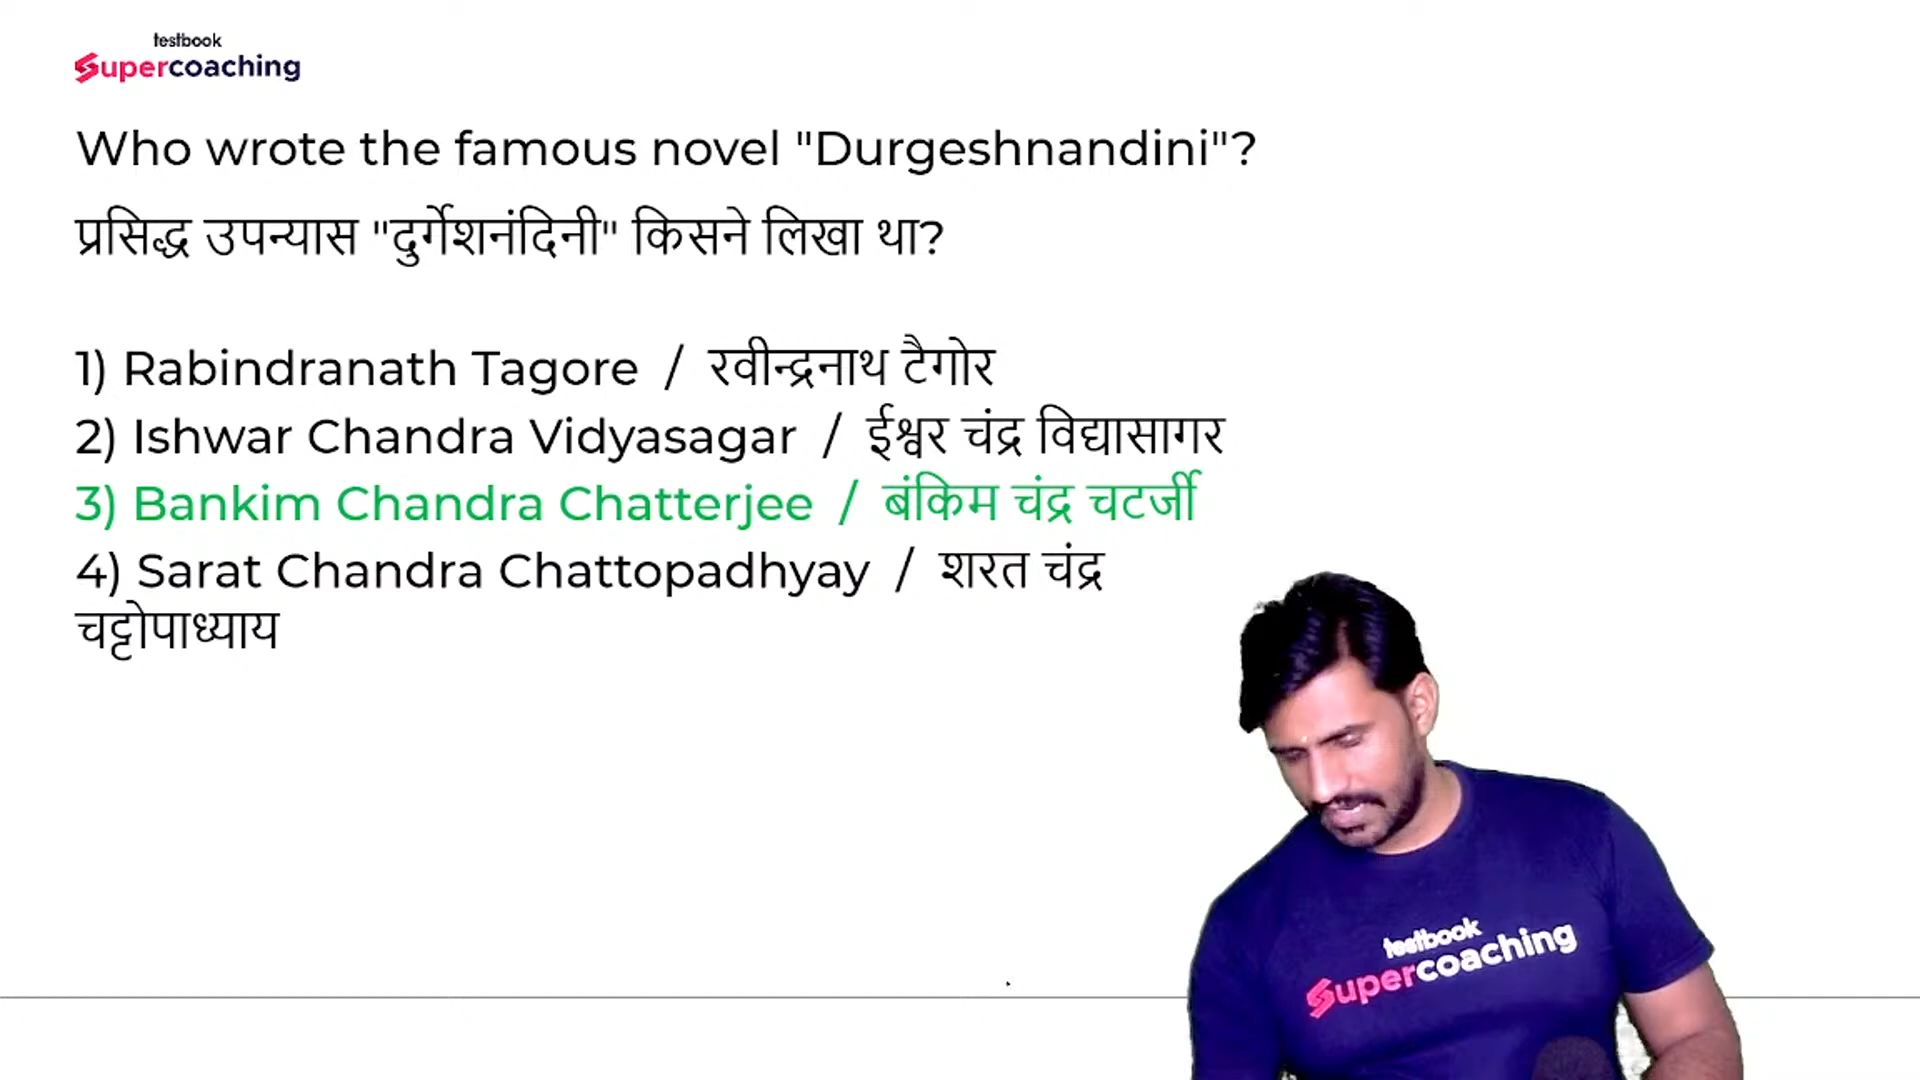 testbook
Supercoaching
Who wrote the famous novel "Durgeshnandini"?
प्रसिद्ध उपन्यास "दुर्गेशनंदिनी" किसने लिखा था?
1) Rabindranath Tagore / रवीन्द्रनाथ टैगोर
2) Ishwar Chandra Vidyasagar / ईश्वर चंद्र विद्यासागर
3) Bankim Chandra Chatterjee / बंकिम चंद्र चटर्जी
4) Sarat Chandra Chattopadhyay / शरत चंद्र
चट्टोपाध्याय
testbook
Supercoaching